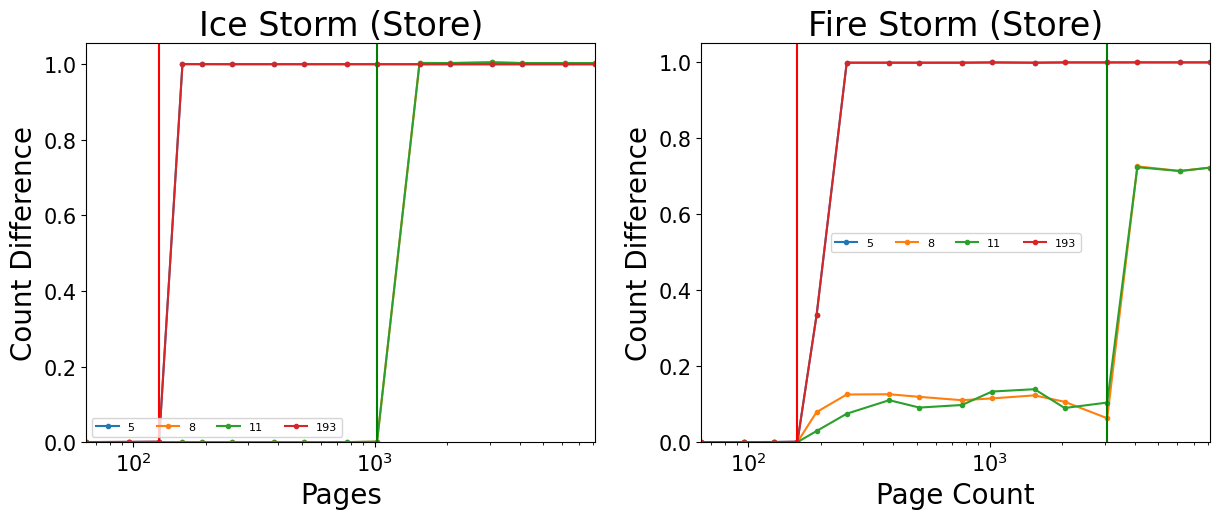 Ice Storm (Store)
Count Difference
1.0
0.8
0.6
0.4
0.2
0.0
5 8 11 193
10²
10³
Pages
Fire Storm (Store)
Count Difference
1.0
0.8
0.6
0.4
0.2
0.0
5 8 11 193
10²
10³
Page Count